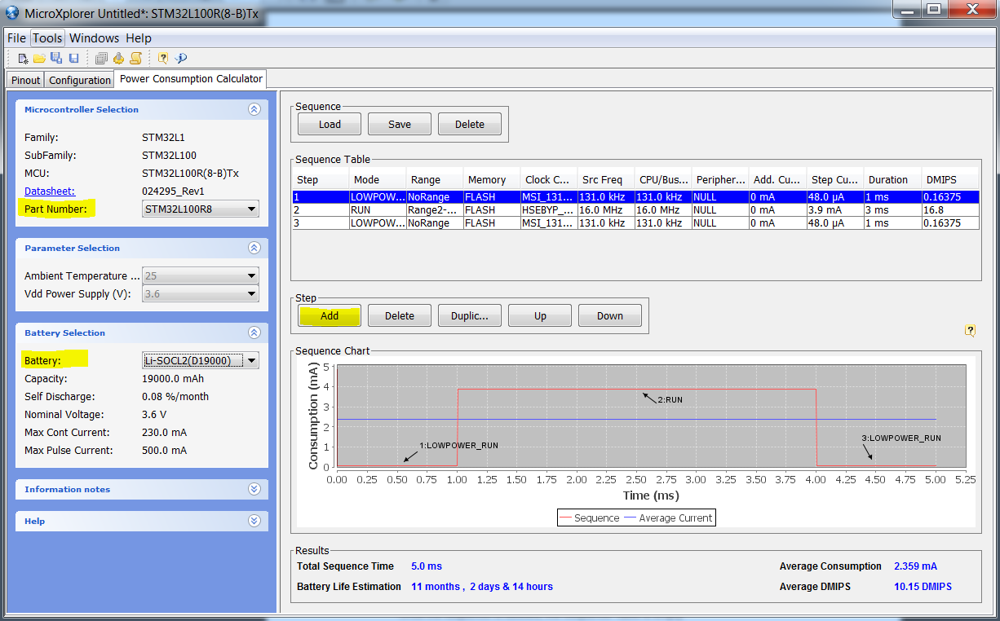 MicroXplorer Untitled*: STM32L100R(8-B)Tx
File Tools Windows Help
Pinout Configuration Power Consumption Calculator
Microcontroller Selection
Family: STM32L1
SubFamily: STM32L100
MCU: STM32L100R(8-B)Tx
Datasheet: 024295_Rev1
Part Number: STM32L100R8
Parameter Selection
Ambient Temperature ... 25
Vdd Power Supply (V): 3.6
Battery Selection
Battery: Li-SOCL2(D19000)
Capacity: 19000.0 mAh
Self Discharge: 0.08 %/month
Nominal Voltage: 3.6 V
Max Cont Current: 230.0 mA
Max Pulse Current: 500.0 mA
Information notes
Help
Sequence
Load Save Delete
Sequence Table
Step Mode Range Memory Clock C... Src Freq CPU/Bus... Peripher... Add. Cu... Step Cu... Duration DMIPS
1 LOWPOW... NoRange FLASH MSI_131... 131.0 kHz 131.0 kHz NULL 0 mA 48.0 µA 1 ms 0.16375
2 RUN Range2-... FLASH HSEBYP_... 16.0 MHz 16.0 MHz NULL 0 mA 3.9 mA 3 ms 16.8
3 LOWPOW... NoRange FLASH MSI_131... 131.0 kHz 131.0 kHz NULL 0 mA 48.0 µA 1 ms 0.16375
Step
Add Delete Duplic... Up Down
?
Sequence Chart
Consumption (mA)
5
4
3
2
1
0
2:RUN
1:LOWPOWER_RUN
3:LOWPOWER_RUN
0.00 0.25 0.50 0.75 1.00 1.25 1.50 1.75 2.00 2.25 2.50 2.75 3.00 3.25 3.50 3.75 4.00 4.25 4.50 4.75 5.00 5.25
Time (ms)
Sequence Average Current
Results
Total Sequence Time 5.0 ms Average Consumption 2.359 mA
Battery Life Estimation 11 months , 2 days & 14 hours Average DMIPS 10.15 DMIPS